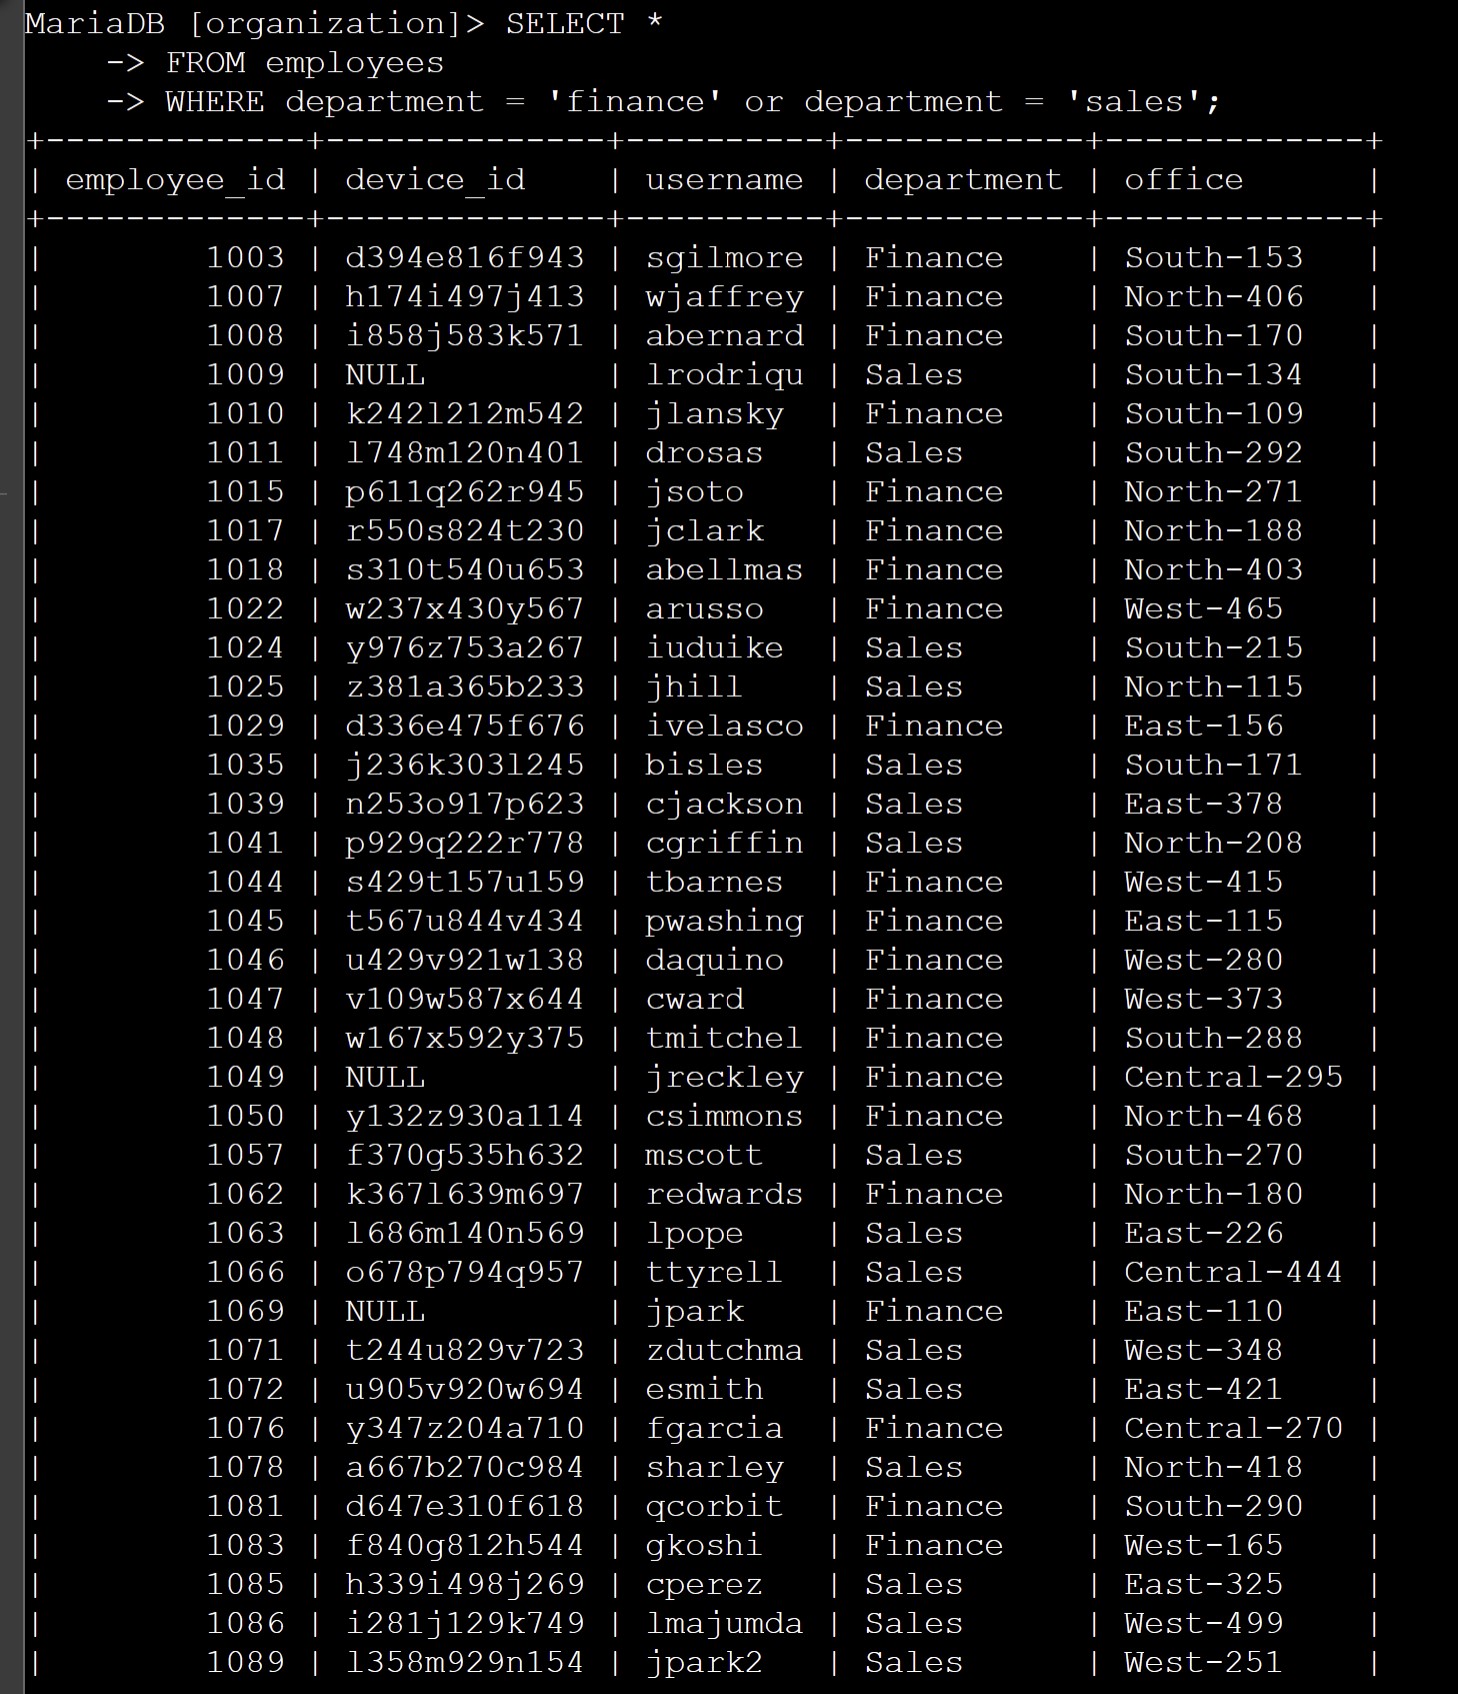 MariaDB [organization]> SELECT *
    -> FROM employees
    -> WHERE department = 'finance' or department = 'sales';
+-------------+--------------+----------+------------+-------------+
| employee_id | device_id    | username | department | office      |
+-------------+--------------+----------+------------+-------------+
|        1003 | d394e816f943 | sgilmore | Finance    | South-153   |
|        1007 | h174i497j413 | wjaffrey | Finance    | North-406   |
|        1008 | i858j583k571 | abernard | Finance    | South-170   |
|        1009 | NULL         | lrodriqu | Sales      | South-134   |
|        1010 | k242l212m542 | jlansky  | Finance    | South-109   |
|        1011 | l748m120n401 | drosas   | Sales      | South-292   |
|        1015 | p611q262r945 | jsoto    | Finance    | North-271   |
|        1017 | r550s824t230 | jclark   | Finance    | North-188   |
|        1018 | s310t540u653 | abellmas | Finance    | North-403   |
|        1022 | w237x430y567 | arusso   | Finance    | West-465    |
|        1024 | y976z753a267 | iuduike  | Sales      | South-215   |
|        1025 | z381a365b233 | jhill    | Sales      | North-115   |
|        1029 | d336e475f676 | ivelasco | Finance    | East-156    |
|        1035 | j236k303l245 | bisles   | Sales      | South-171   |
|        1039 | n253o917p623 | cjackson | Sales      | East-378    |
|        1041 | p929q222r778 | cgriffin | Sales      | North-208   |
|        1044 | s429t157u159 | tbarnes  | Finance    | West-415    |
|        1045 | t567u844v434 | pwashing | Finance    | East-115    |
|        1046 | u429v921w138 | daquino  | Finance    | West-280    |
|        1047 | v109w587x644 | cward    | Finance    | West-373    |
|        1048 | w167x592y375 | tmitchel | Finance    | South-288   |
|        1049 | NULL         | jreckley | Finance    | Central-295 |
|        1050 | y132z930a114 | csimmons | Finance    | North-468   |
|        1057 | f370g535h632 | mscott   | Sales      | South-270   |
|        1062 | k367l639m697 | redwards | Finance    | North-180   |
|        1063 | l686m140n569 | lpope    | Sales      | East-226    |
|        1066 | o678p794q957 | ttyrell  | Sales      | Central-444 |
|        1069 | NULL         | jpark    | Finance    | East-110    |
|        1071 | t244u829v723 | zdutchma | Sales      | West-348    |
|        1072 | u905v920w694 | esmith   | Sales      | East-421    |
|        1076 | y347z204a710 | fgarcia  | Finance    | Central-270 |
|        1078 | a667b270c984 | sharley  | Sales      | North-418   |
|        1081 | d647e310f618 | qcorbit  | Finance    | South-290   |
|        1083 | f840g812h544 | gkoshi   | Finance    | West-165    |
|        1085 | h339i498j269 | cperez   | Sales      | East-325    |
|        1086 | i281j129k749 | lmajumda | Sales      | West-499    |
|        1089 | l358m929n154 | jpark2   | Sales      | West-251    |